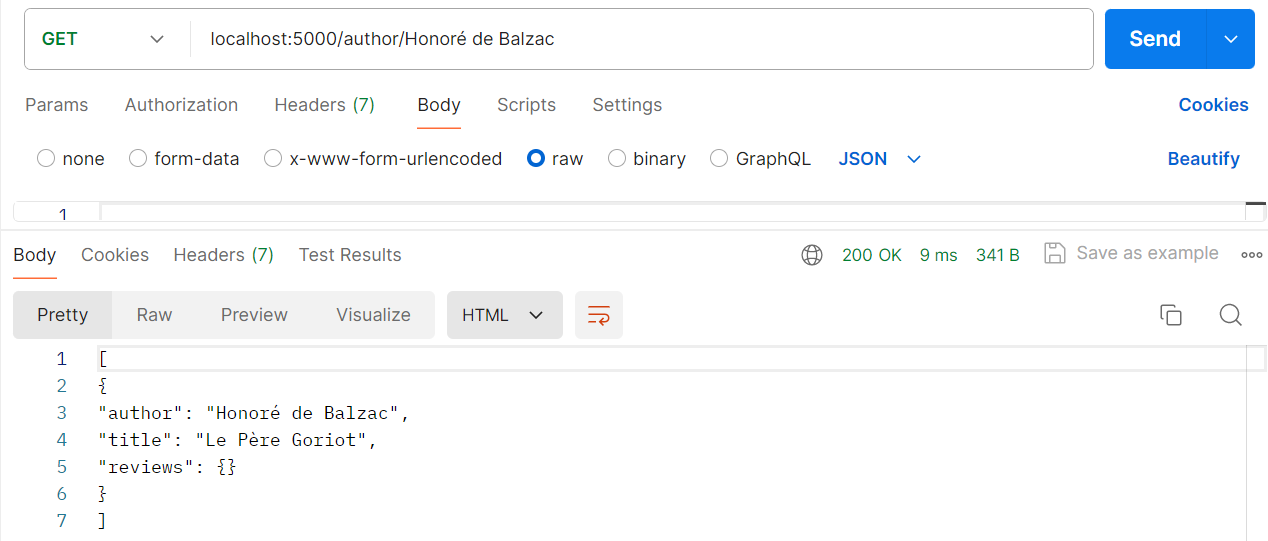 GET localhost:5000/author/Honoré de Balzac Send
Params Authorization Headers (7) Body Scripts Settings Cookies
none form-data x-www-form-urlencoded raw binary GraphQL JSON Beautify
1
Body Cookies Headers (7) Test Results 200 OK 9 ms 341 B Save as example
Pretty Raw Preview Visualize HTML
1 [
2 {
3 "author": "Honoré de Balzac",
4 "title": "Le Père Goriot",
5 "reviews": {}
6 }
7 ]